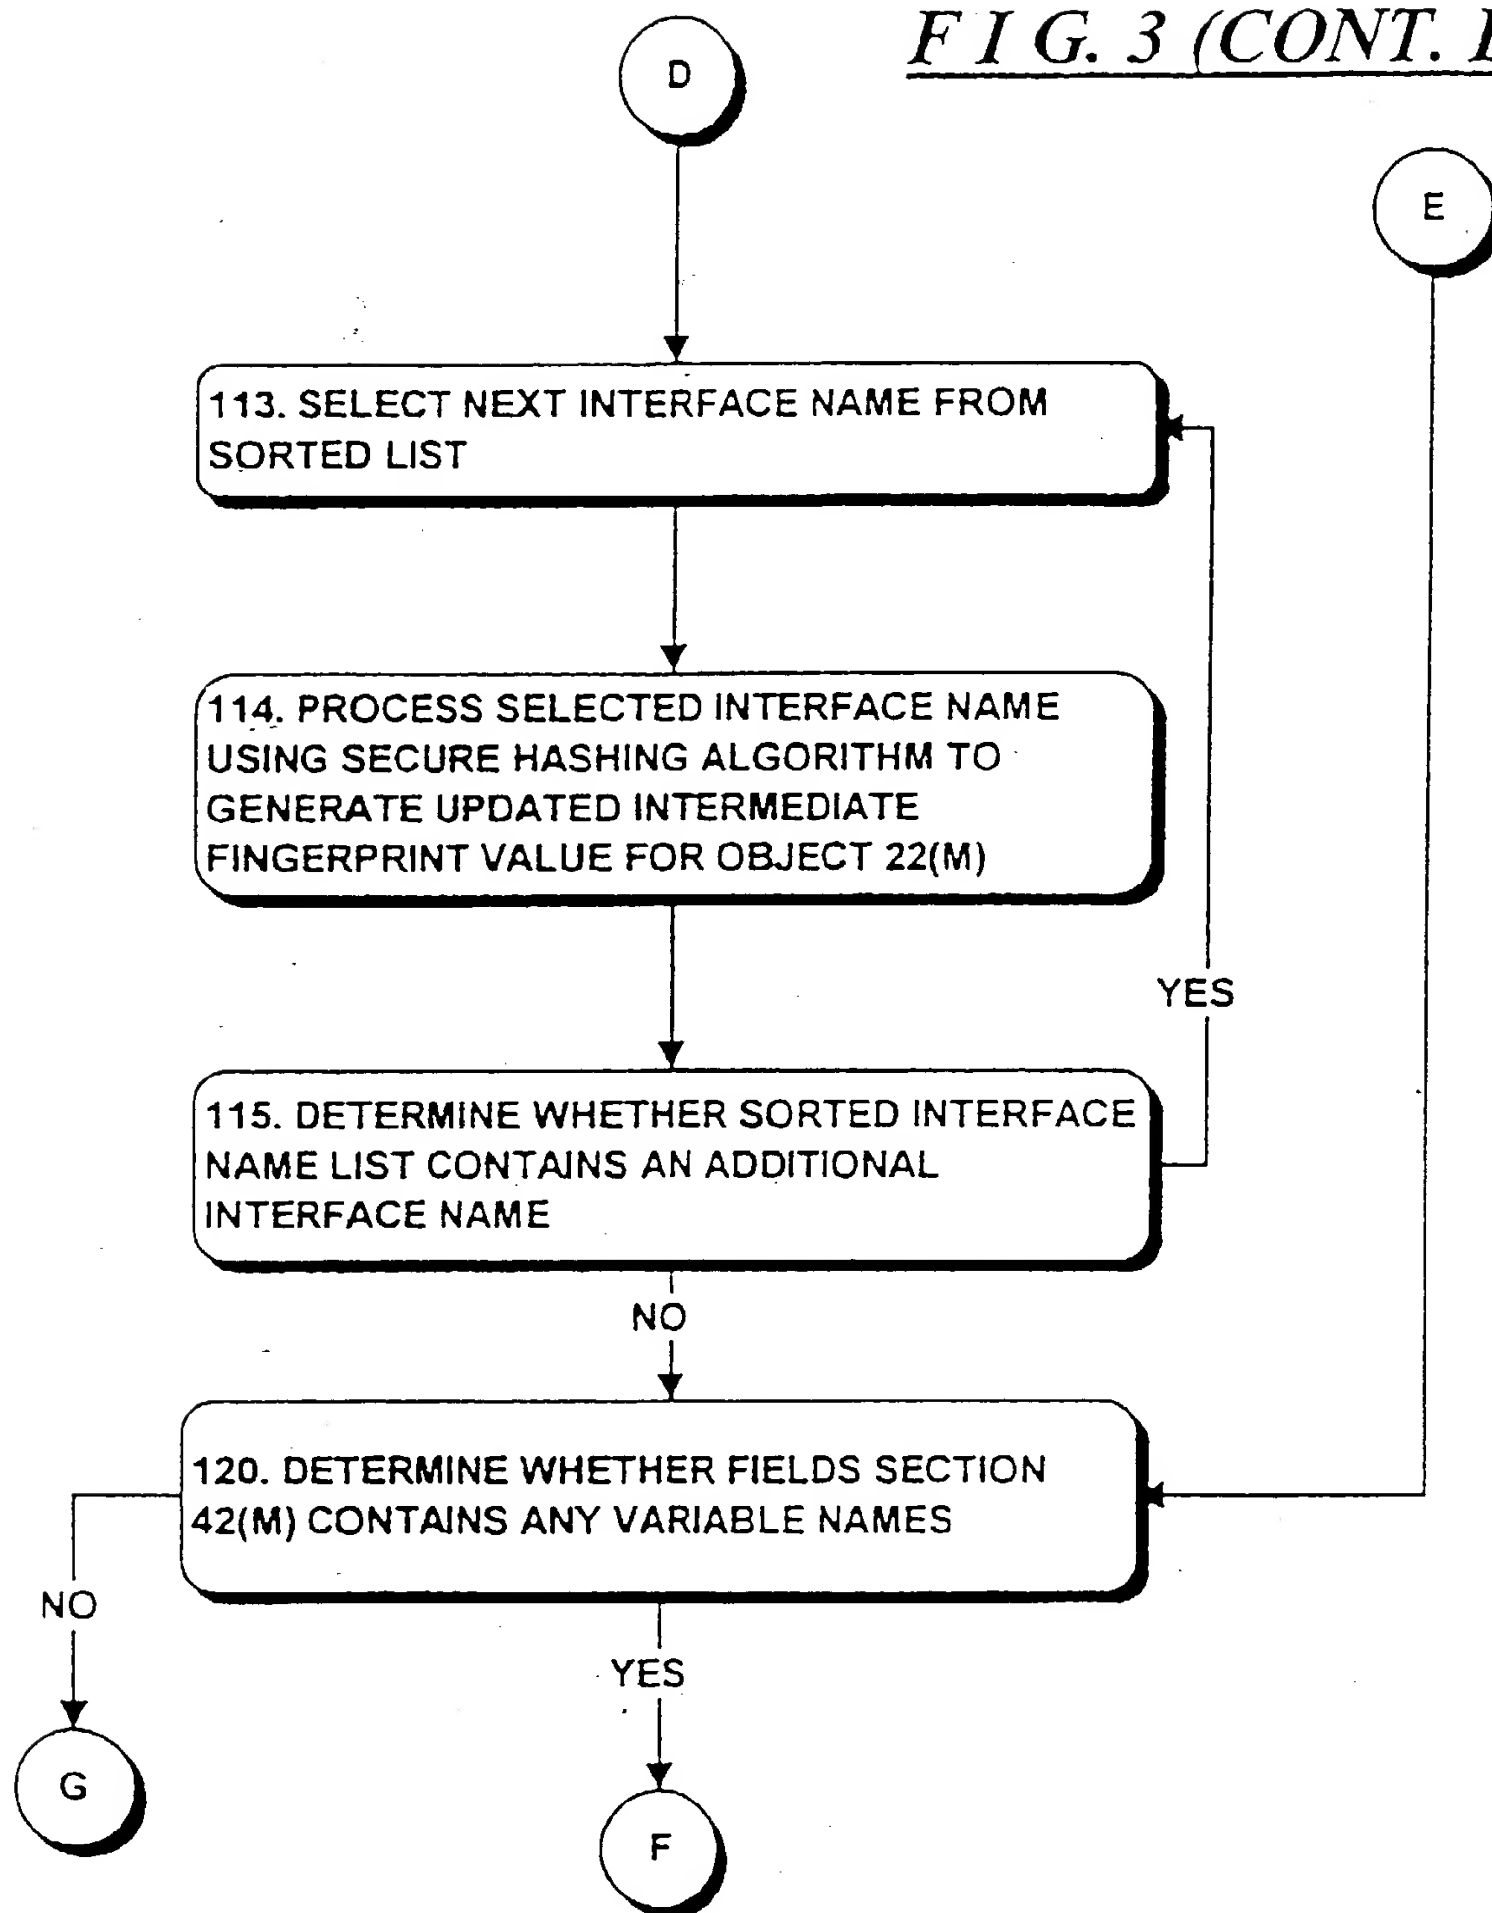 FIG. 3 (CONT.
D
E
113. SELECT NEXT INTERFACE NAME FROM
SORTED LIST
114. PROCESS SELECTED INTERFACE NAME
USING SECURE HASHING ALGORITHM TO
GENERATE UPDATED INTERMEDIATE
FINGERPRINT VALUE FOR OBJECT 22(M)
YES
115. DETERMINE WHETHER SORTED INTERFACE
NAME LIST CONTAINS AN ADDITIONAL
INTERFACE NAME
NO
120. DETERMINE WHETHER FIELDS SECTION
42(M) CONTAINS ANY VARIABLE NAMES
NO
YES
G
F